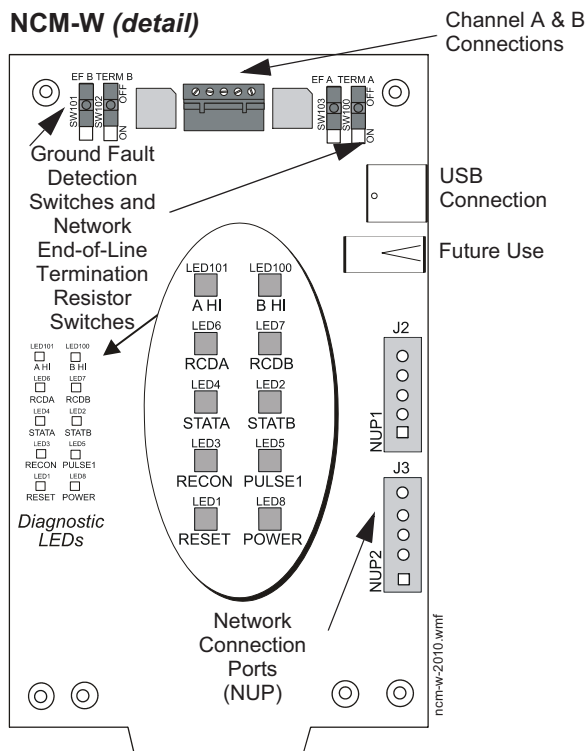 NCM-W (detail)
Channel A & B
Connections
EF B TERM B
SW101
SW102
OFF
ON
EF A TERM A
SW103
SW100
OFF
ON
Ground Fault
Detection
Switches and
Network
End-of-Line
Termination
Resistor
Switches
USB
Connection
Future Use
LED101 LED100
A HI B HI
LED6 LED7
RCDA RCDB
LED4 LED2
STATA STATB
LED3 LED5
RECON PULSE1
LED1 LED8
RESET POWER
LED101 LED100
A HI B HI
LED6 LED7
RCDA RCDB
LED4 LED2
STATA STATB
LED3 LED5
RECON PULSE1
LED1 LED8
RESET POWER
Diagnostic
LEDs
J2
NUP1
J3
NUP2
Network
Connection
Ports
(NUP)
ncm-w-2010.wmf